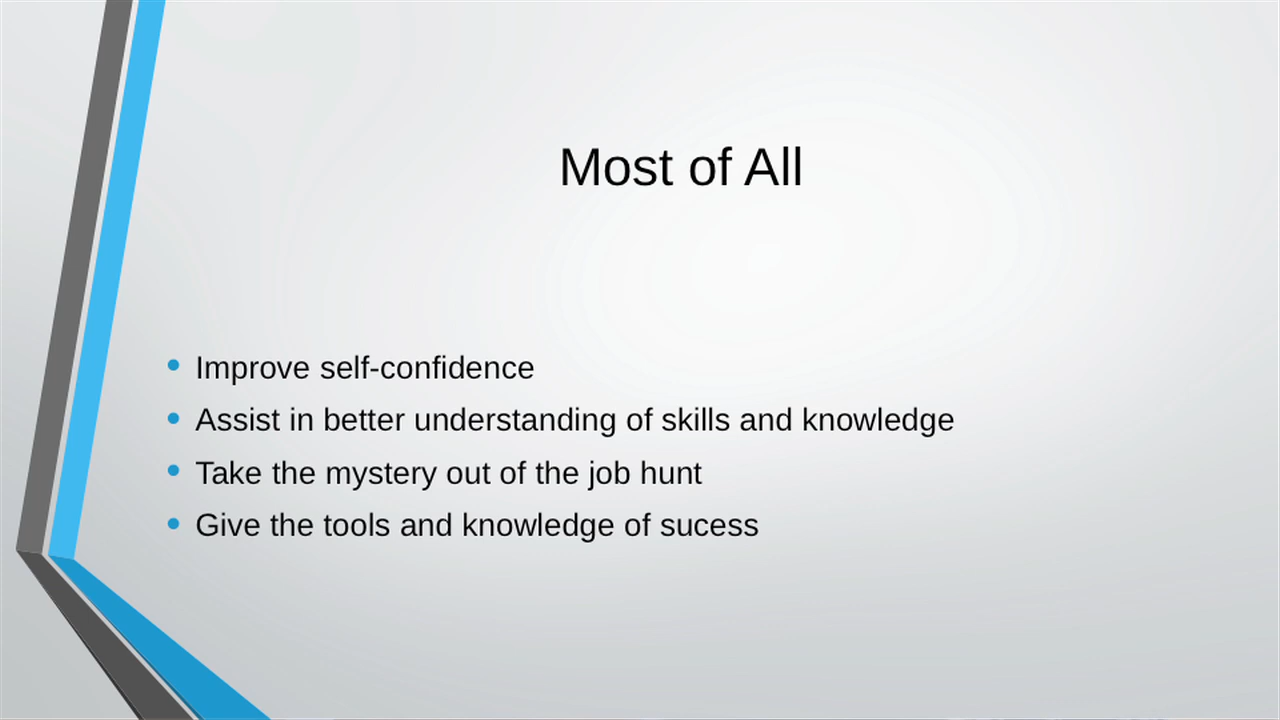 Most of All
• Improve self-confidence
• Assist in better understanding of skills and knowledge
• Take the mystery out of the job hunt
• Give the tools and knowledge of sucess